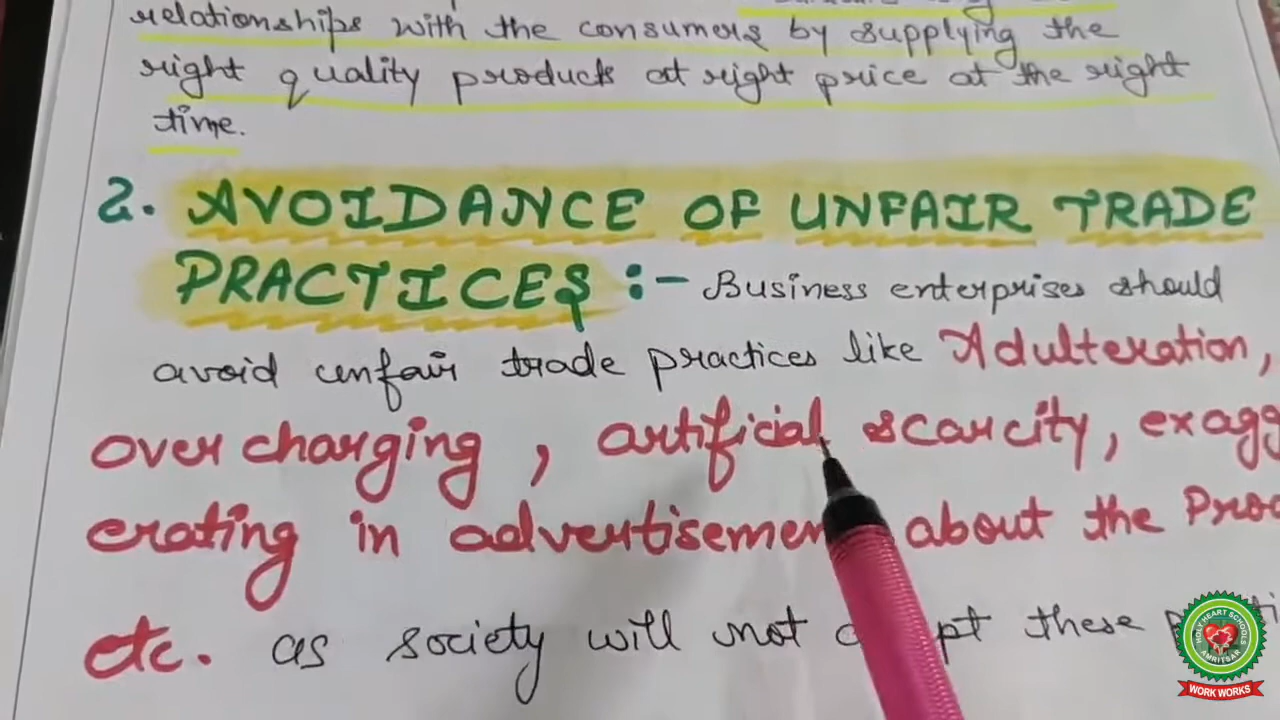 relationships with the consumers by supplying the
right quality products at right price at the right
time.
2. AVOIDANCE OF UNFAIR TRADE
PRACTICES :- Business enterprises should
avoid unfair trade practices like Adulteration,
over charging, artificial scarcity, exagg
erating in advertisement about the Pro
etc. as society will not these
HOLY HEART SCHOOLS
AMRITSAR
WORK WORKS